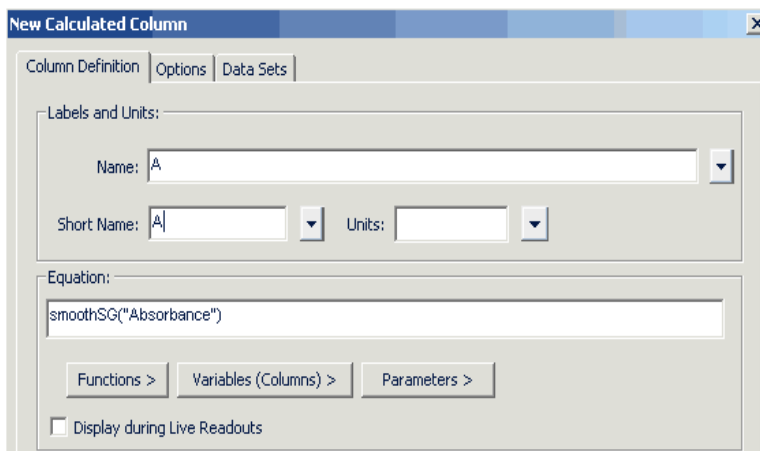 New Calculated Column
Column Definition Options Data Sets
Labels and Units:
Name: A
Short Name: A Units:
Equation:
smoothSG("Absorbance")
Functions > Variables (Columns) > Parameters >
Display during Live Readouts